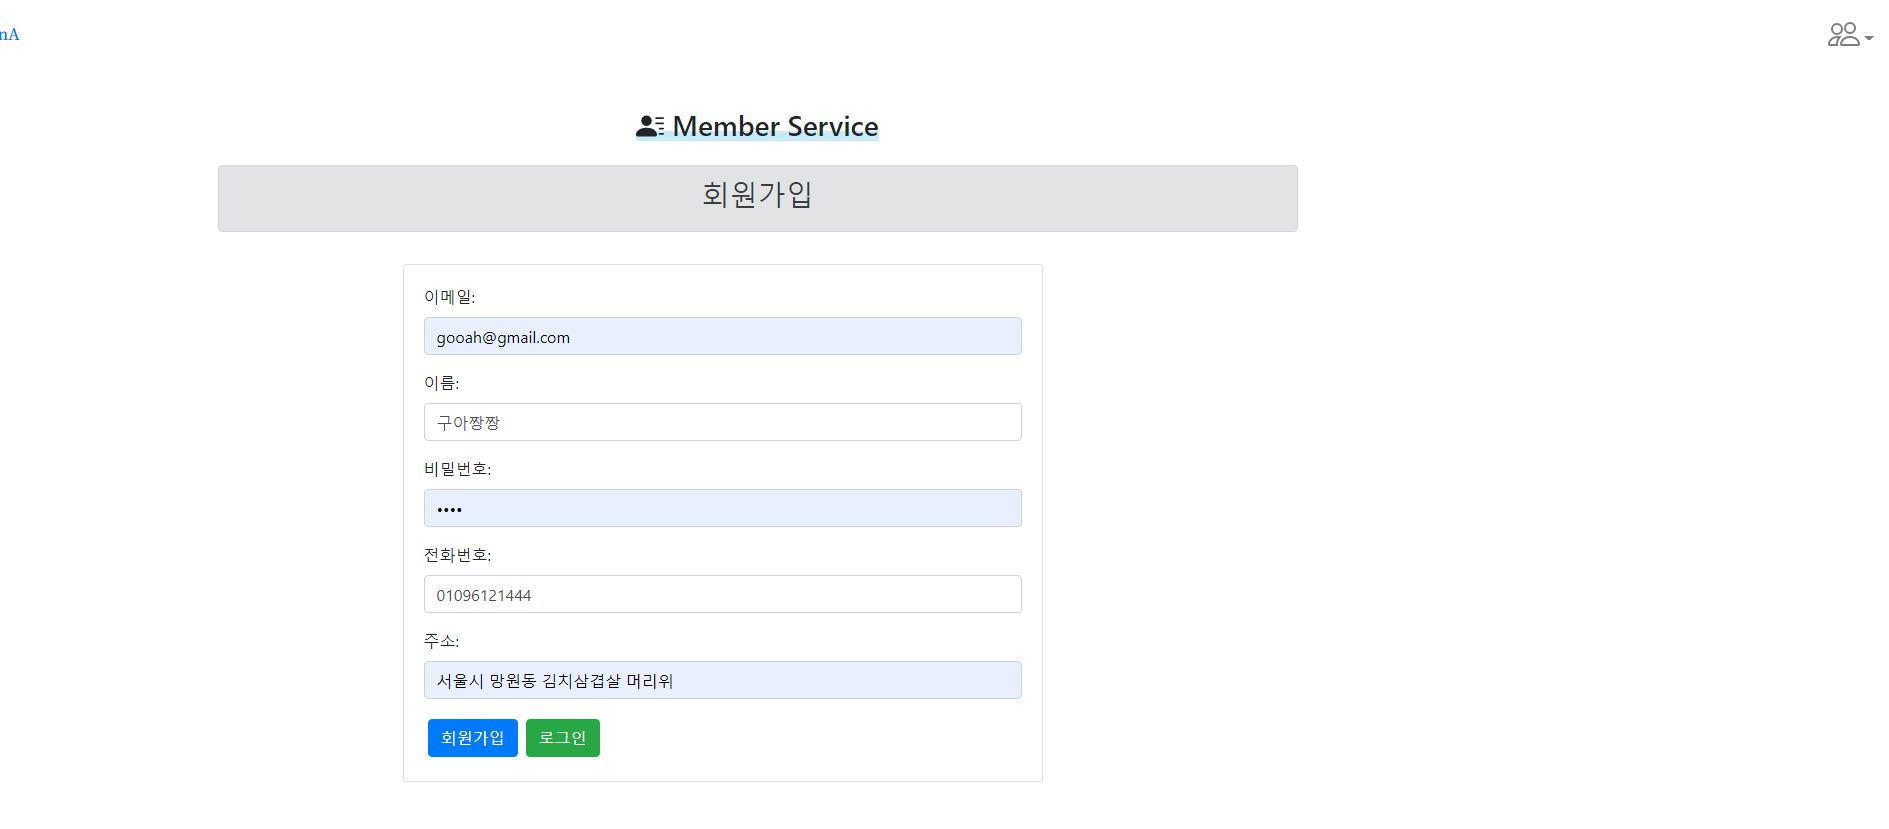 nA
Member Service
회원가입
이메일:
gooah@gmail.com
이름:
구아짱짱
비밀번호:
••••
전화번호:
01096121444
주소:
서울시 망원동 김치삼겹살 머리위
회원가입 로그인